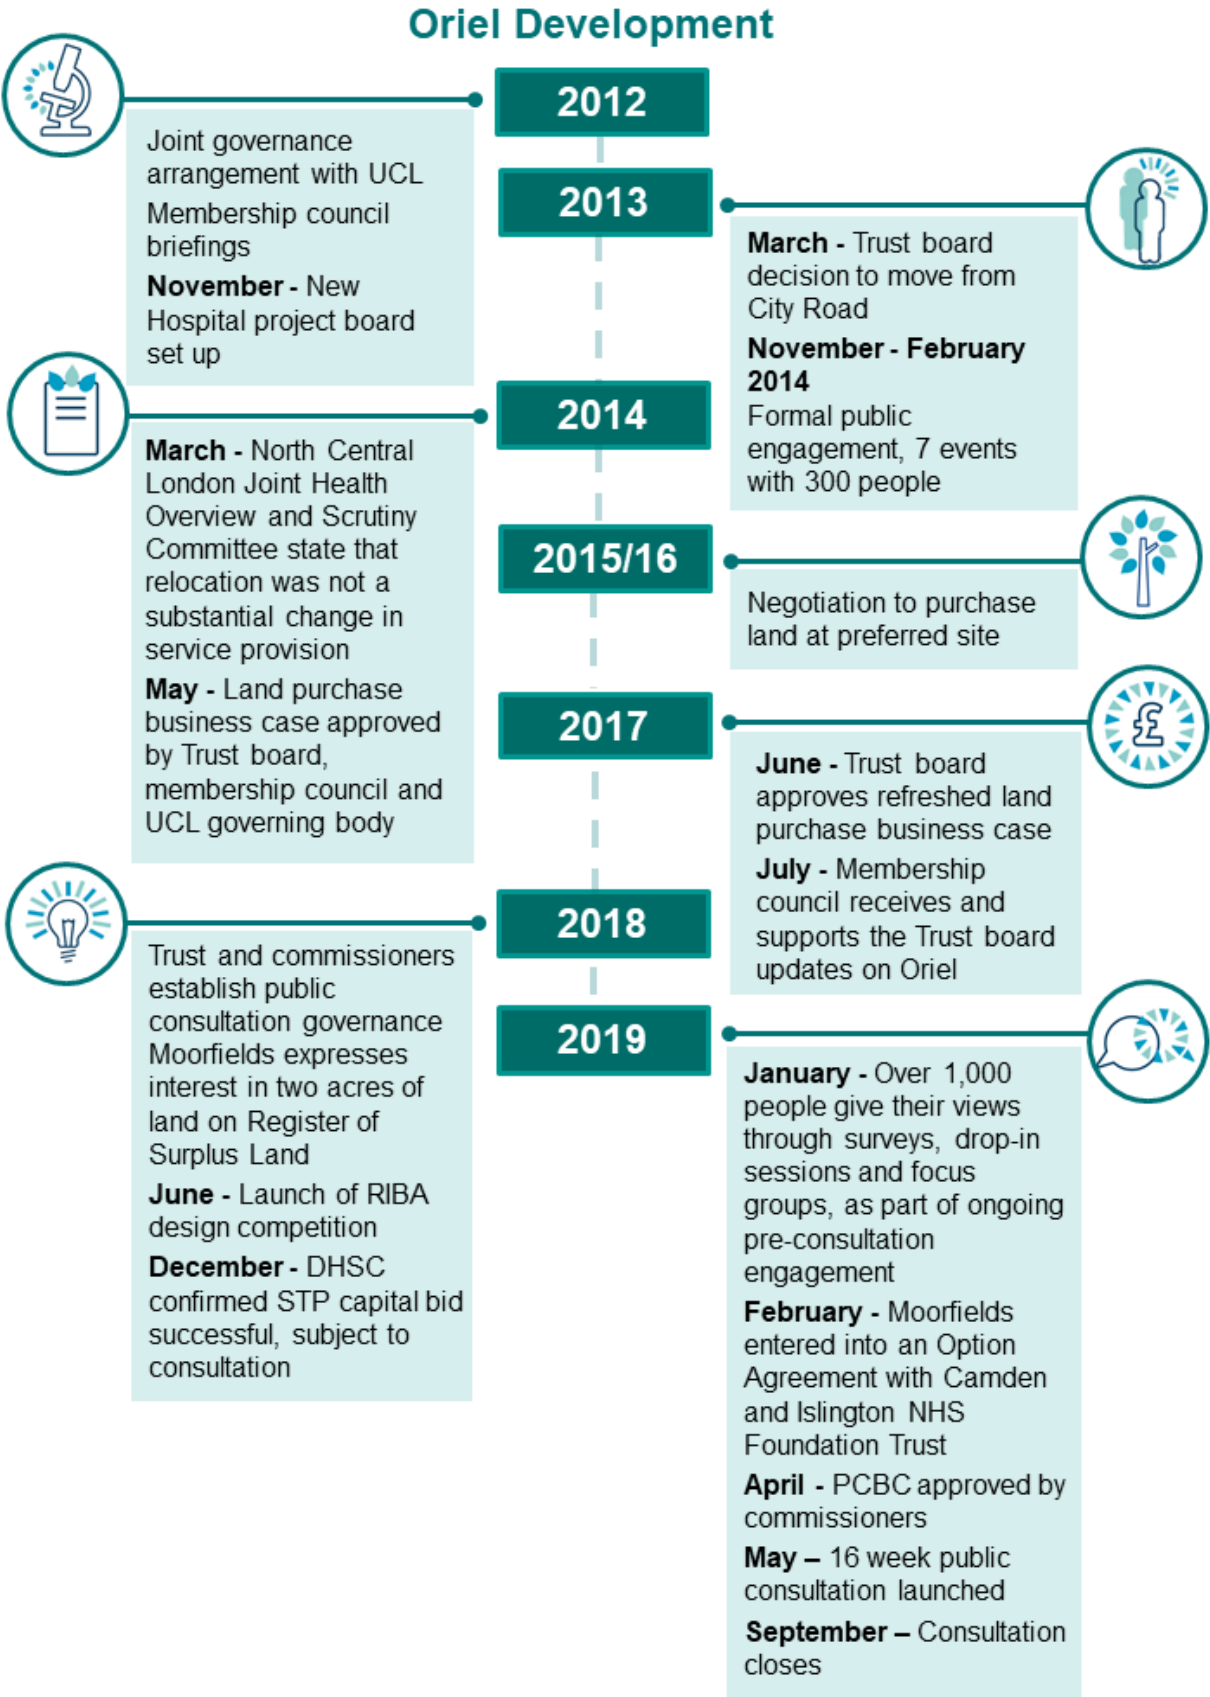 Oriel Development
2012
Joint governance
arrangement with UCL
Membership council
briefings
November - New
Hospital project board
set up
2013
March - Trust board
decision to move from
City Road
November - February
2014
Formal public
engagement, 7 events
with 300 people
2014
March - North Central
London Joint Health
Overview and Scrutiny
Committee state that
relocation was not a
substantial change in
service provision
May - Land purchase
business case approved
by Trust board,
membership council and
UCL governing body
2015/16
Negotiation to purchase
land at preferred site
2017
£
June - Trust board
approves refreshed land
purchase business case
July - Membership
council receives and
supports the Trust board
updates on Oriel
2018
Trust and commissioners
establish public
consultation governance
Moorfields expresses
interest in two acres of
land on Register of
Surplus Land
June - Launch of RIBA
design competition
December - DHSC
confirmed STP capital bid
successful, subject to
consultation
2019
January - Over 1,000
people give their views
through surveys, drop-in
sessions and focus
groups, as part of ongoing
pre-consultation
engagement
February - Moorfields
entered into an Option
Agreement with Camden
and Islington NHS
Foundation Trust
April - PCBC approved by
commissioners
May – 16 week public
consultation launched
September – Consultation
closes